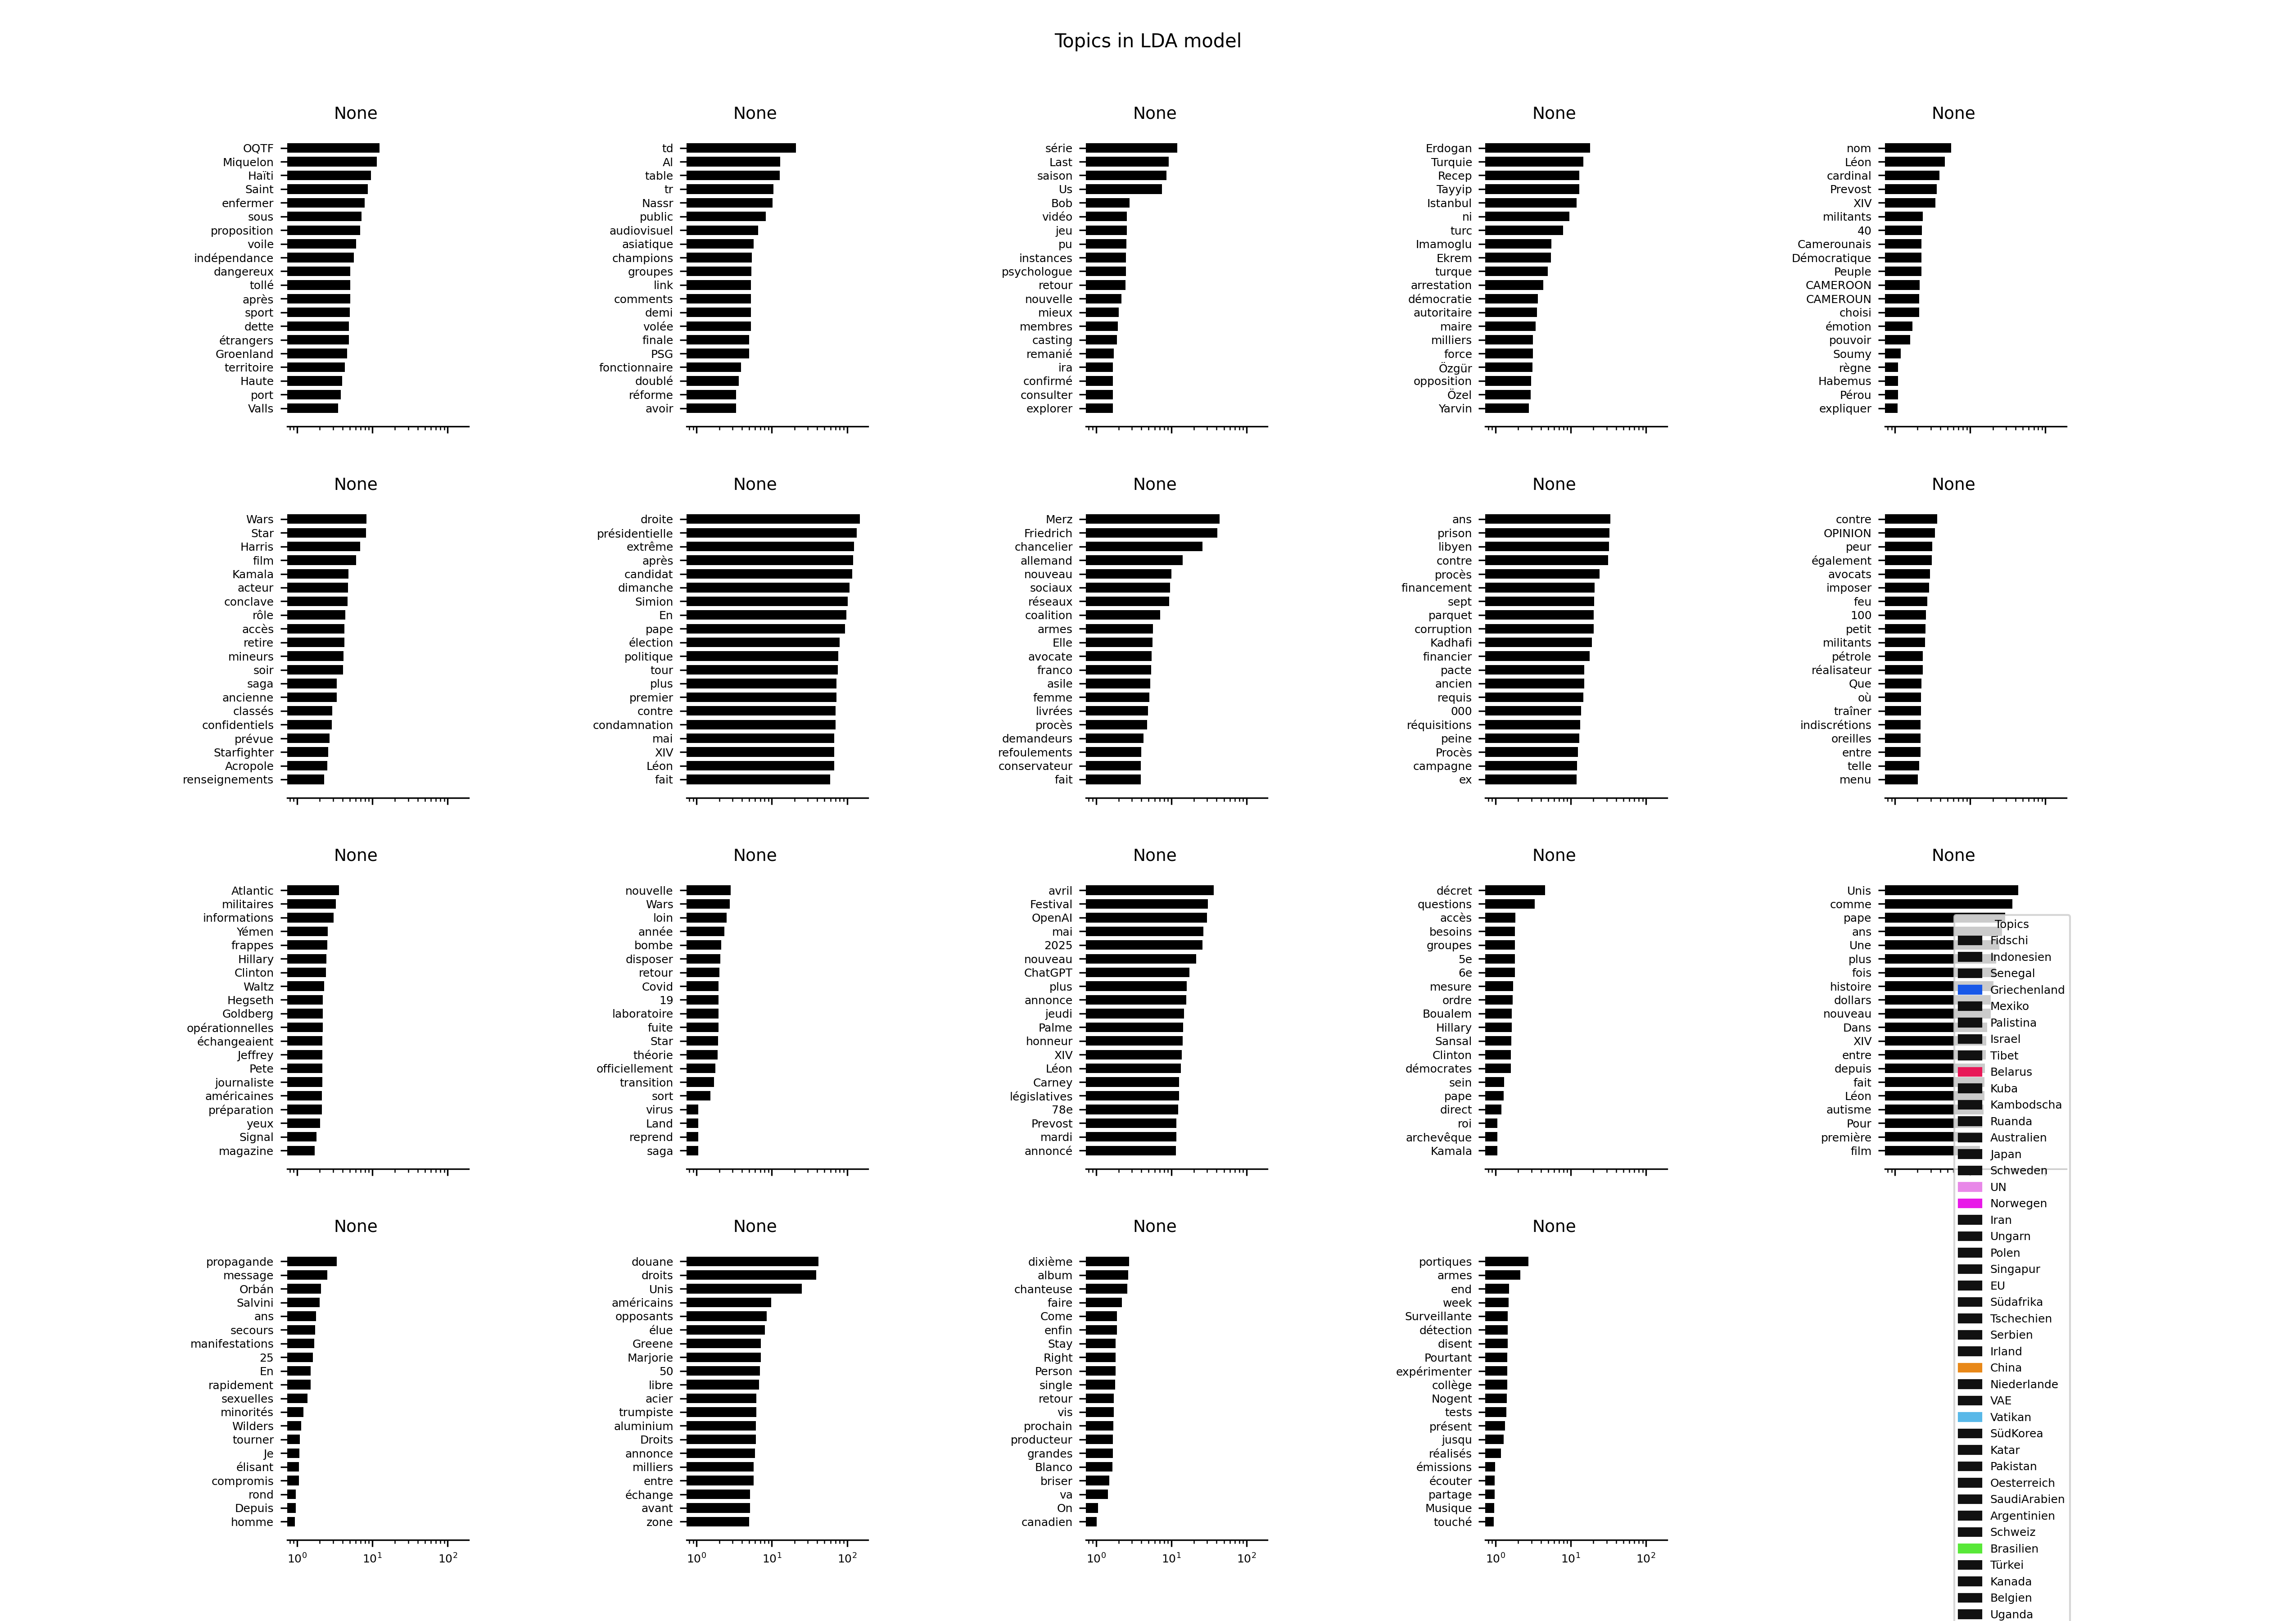 Topics in LDA model
None
OQTF
Miquelon
Haïti
Saint
enfermer
sous
proposition
voile
indépendance
dangereux
tollé
après
sport
dette
étrangers
Groenland
territoire
Haute
port
Valls
None
td
Al
table
tr
Nassr
public
audiovisuel
asiatique
champions
groupes
link
comments
demi
volée
finale
PSG
fonctionnaire
doublé
réforme
avoir
None
série
Last
saison
Us
Bob
vidéo
jeu
pu
instances
psychologue
retour
nouvelle
mieux
membres
casting
remanié
ira
confirmé
consulter
explorer
None
Erdogan
Turquie
Recep
Tayyip
Istanbul
ni
turc
Imamoglu
Ekrem
turque
arrestation
démocratie
autoritaire
maire
milliers
force
Özgür
opposition
Özel
Yarvin
None
nom
Léon
cardinal
Prevost
XIV
militants
40
Camerounais
Démocratique
Peuple
CAMEROON
CAMEROUN
choisi
émotion
pouvoir
Soumy
règne
Habemus
Pérou
expliquer
None
Wars
Star
Harris
film
Kamala
acteur
conclave
rôle
accès
retire
mineurs
soir
saga
ancienne
classés
confidentiels
prévue
Starfighter
Acropole
renseignements
None
droite
présidentielle
extrême
après
candidat
dimanche
Simion
En
pape
élection
politique
tour
plus
premier
contre
condamnation
mai
XIV
Léon
fait
None
Merz
Friedrich
chancelier
allemand
nouveau
sociaux
réseaux
coalition
armes
Elle
avocate
franco
asile
femme
livrées
procès
demandeurs
refoulements
conservateur
fait
None
ans
prison
libyen
contre
procès
financement
sept
parquet
corruption
Kadhafi
financier
pacte
ancien
requis
000
réquisitions
peine
Procès
campagne
ex
None
contre
OPINION
peur
également
avocats
imposer
feu
100
petit
militants
pétrole
réalisateur
Que
où
traîner
indiscrétions
oreilles
entre
telle
menu
None
Atlantic
militaires
informations
Yémen
frappes
Hillary
Clinton
Waltz
Hegseth
Goldberg
opérationnelles
échangeaient
Jeffrey
Pete
journaliste
américaines
préparation
yeux
Signal
magazine
None
nouvelle
Wars
loin
année
bombe
disposer
retour
Covid
19
laboratoire
fuite
Star
théorie
officiellement
transition
sort
virus
Land
reprend
saga
None
avril
Festival
OpenAI
mai
2025
nouveau
ChatGPT
plus
annonce
jeudi
Palme
honneur
XIV
Léon
Carney
législatives
78e
Prevost
mardi
annoncé
None
décret
questions
accès
besoins
groupes
5e
6e
mesure
ordre
Boualem
Hillary
Sansal
Clinton
démocrates
sein
pape
direct
roi
archevêque
Kamala
None
Unis
comme
pape
ans
Une
plus
fois
histoire
dollars
nouveau
Dans
XIV
entre
depuis
fait
Léon
autisme
Pour
première
film
None
propagande
message
Orbán
Salvini
ans
secours
manifestations
25
En
rapidement
sexuelles
minorités
Wilders
tourner
Je
élisant
compromis
rond
Depuis
homme
10⁰ 10¹ 10²
None
douane
droits
Unis
américains
opposants
élue
Greene
Marjorie
50
libre
acier
trumpiste
aluminium
Droits
annonce
milliers
entre
échange
avant
zone
10⁰ 10¹ 10²
None
dixième
album
chanteuse
faire
Come
enfin
Stay
Right
Person
single
retour
vis
prochain
producteur
grandes
Blanco
briser
va
On
canadien
10⁰ 10¹ 10²
None
portiques
armes
end
week
Surveillante
détection
disent
Pourtant
expérimenter
collège
Nogent
tests
présent
jusqu
réalisés
émissions
écouter
partage
Musique
touché
10⁰ 10¹ 10²
Topics
Fidschi
Indonesien
Senegal
Griechenland
Mexiko
Palistina
Israel
Tibet
Belarus
Kuba
Kambodscha
Ruanda
Australien
Japan
Schweden
UN
Norwegen
Iran
Ungarn
Polen
Singapur
EU
Südafrika
Tschechien
Serbien
Irland
China
Niederlande
VAE
Vatikan
SüdKorea
Katar
Pakistan
Oesterreich
SaudiArabien
Argentinien
Schweiz
Brasilien
Türkei
Kanada
Belgien
Uganda